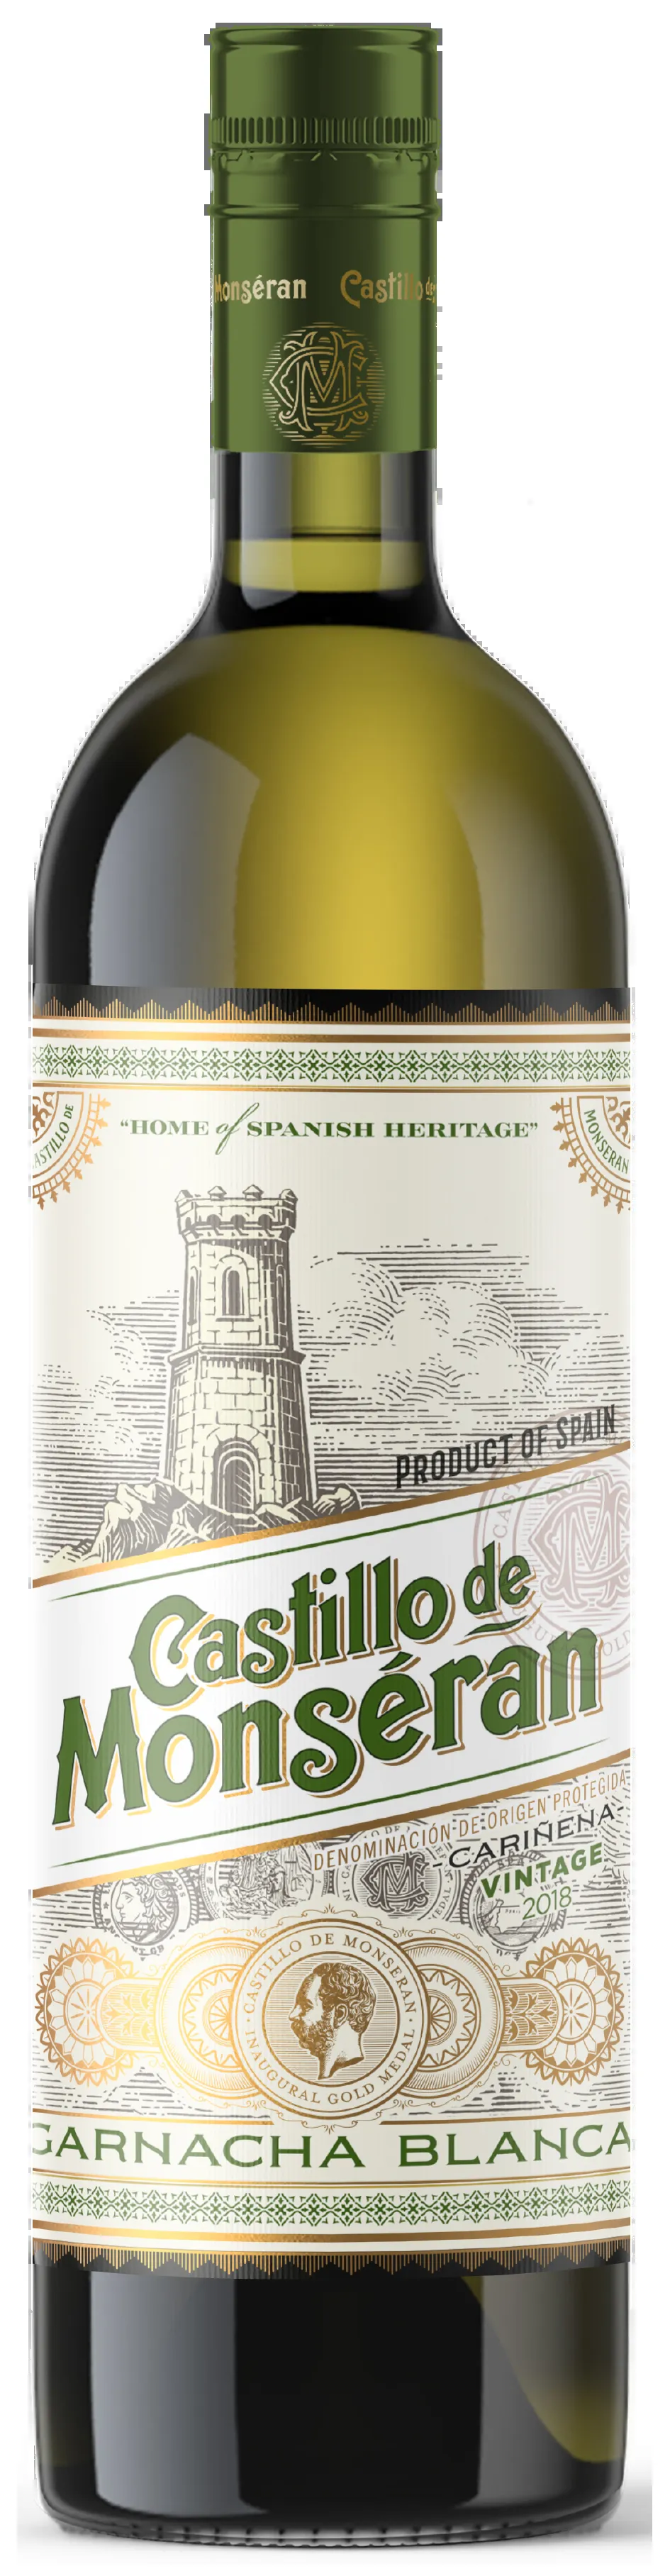 Monséran Castillo de
CM
CASTILLO DE
MONSERAN
“HOME of SPANISH HERITAGE”
PRODUCT OF SPAIN
Castillo de
Monséran
DENOMINACIÓN DE ORIGEN PROTEGIDA
-CARIÑENA-
VINTAGE
2018
CASTILLO DE MONSERAN
INAUGURAL GOLD MEDAL
GARNACHA BLANCA